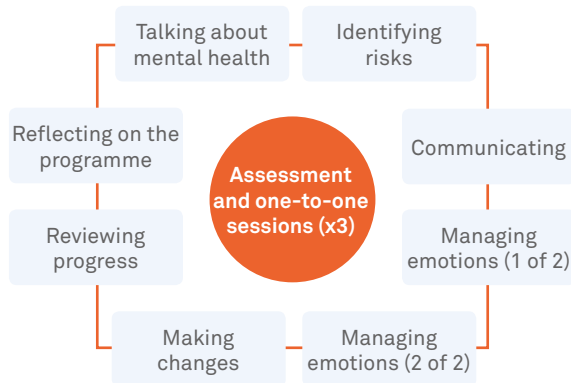 Talking about
mental health
Identifying
risks
Reflecting on the
programme
Assessment
and one-to-one
sessions (x3)
Communicating
Reviewing
progress
Managing
emotions (1 of 2)
Making
changes
Managing
emotions (2 of 2)